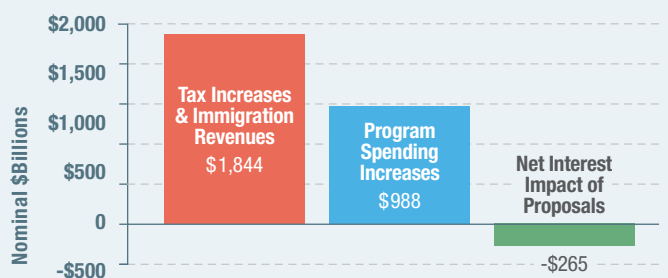 Nominal $Billions
$2,000
$1,500
$1,000
$500
0
-$500
Tax Increases
& Immigration
Revenues
$1,844
Program
Spending
Increases
$988
Net Interest
Impact of
Proposals
-$265